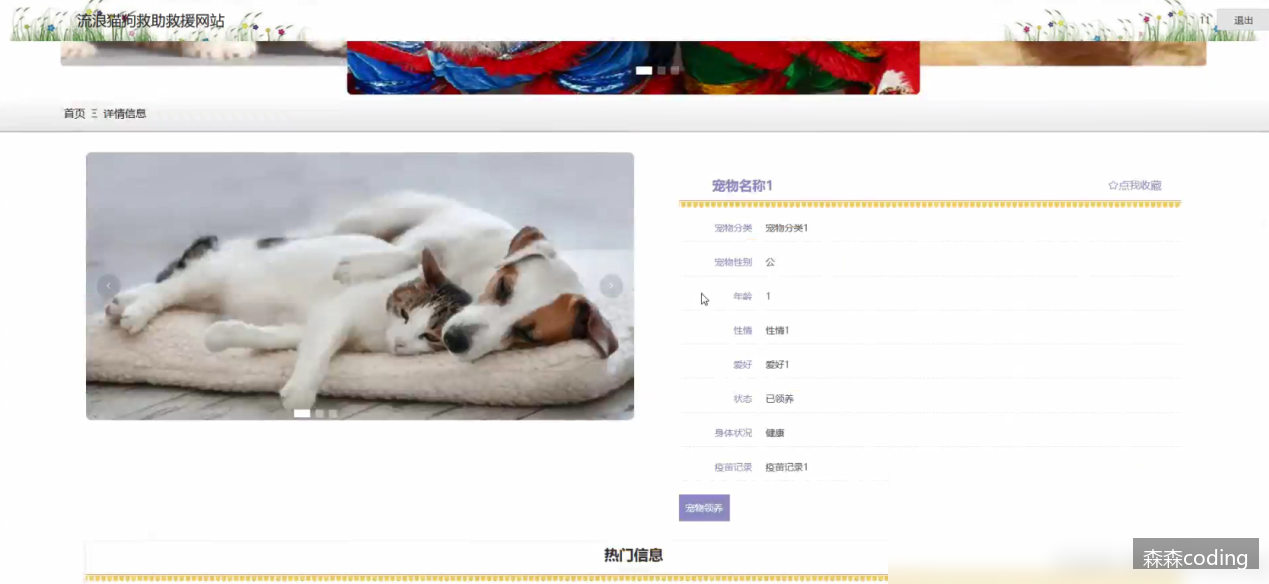 流浪猫狗救助救援网站
11
退出
首页 三 详情信息
宠物名称1
☆点我收藏
宠物分类 宠物分类1
宠物性别 公
年龄 1
性情 性情1
爱好 爱好1
状态 已领养
身体状况 健康
疫苗记录 疫苗记录1
宠物领养
热门信息
森森coding